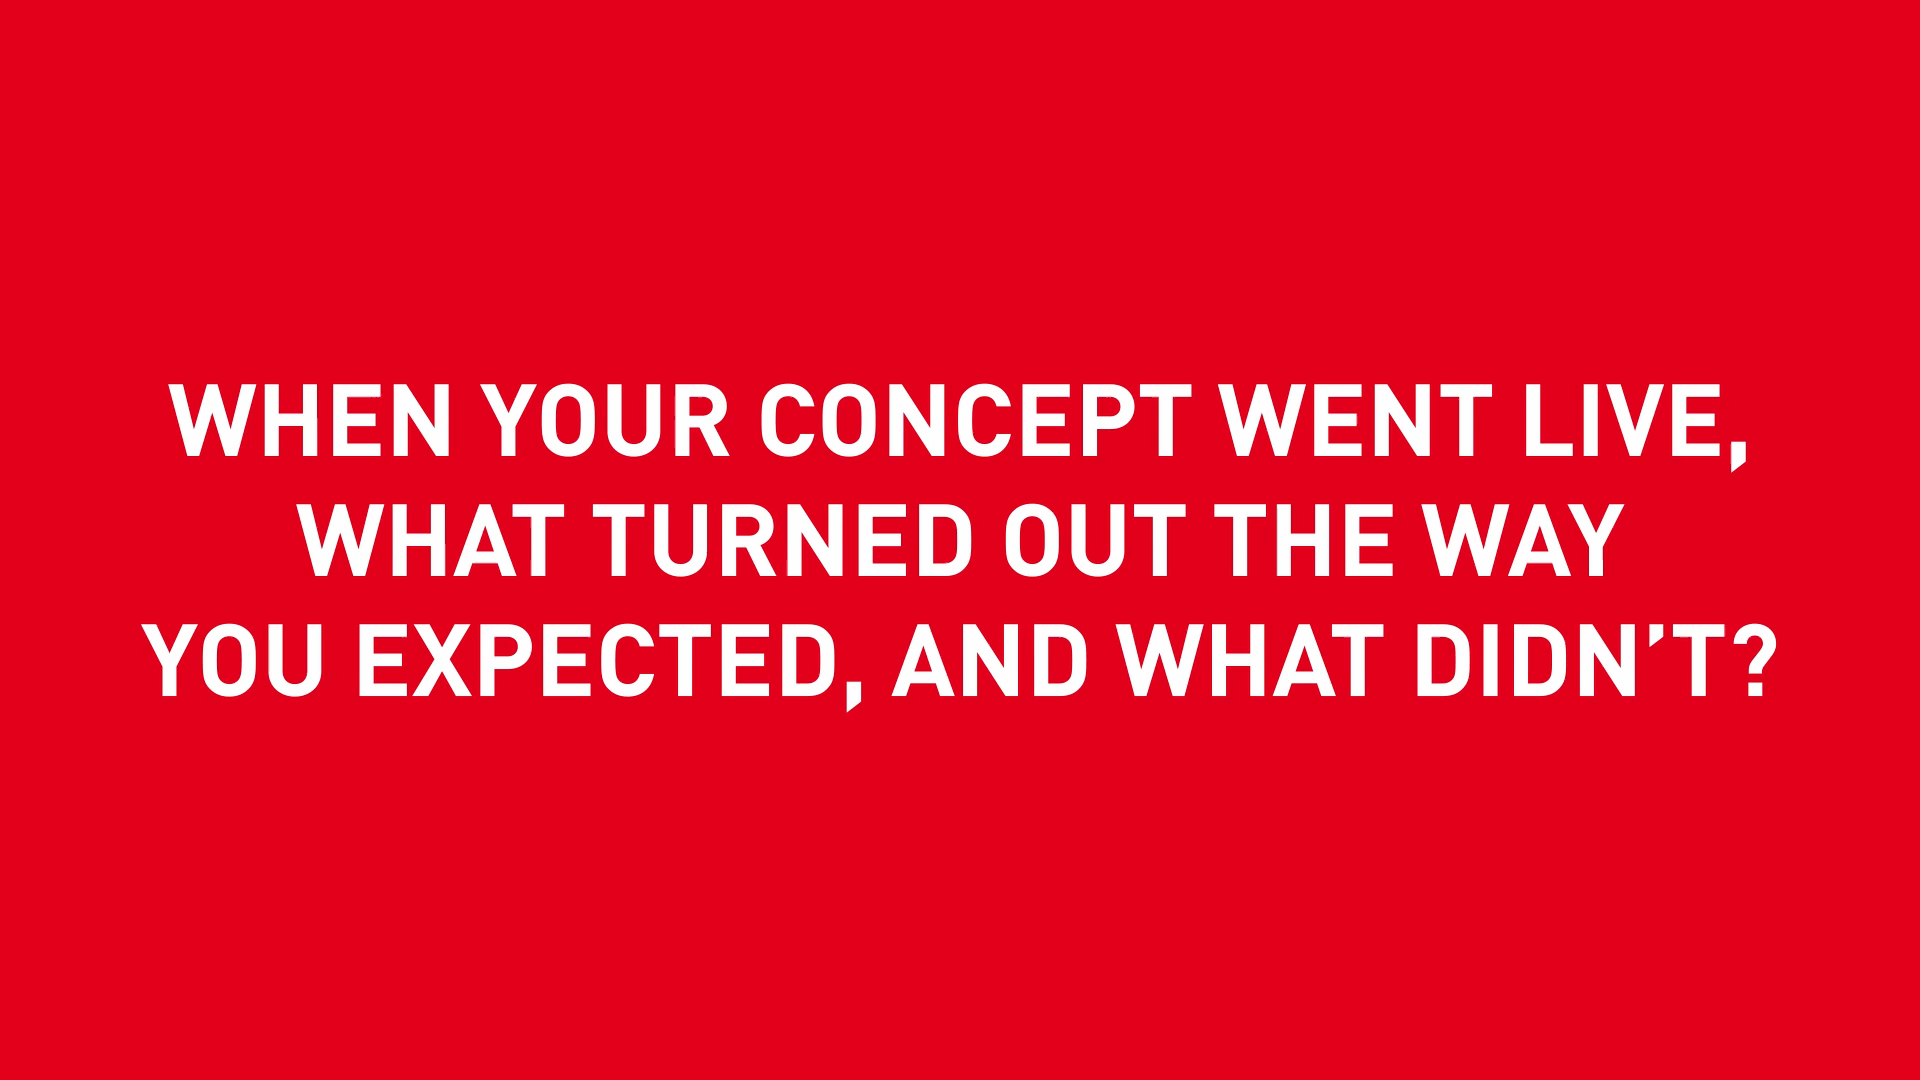 WHEN YOUR CONCEPT WENT LIVE,
WHAT TURNED OUT THE WAY
YOU EXPECTED, AND WHAT DIDN’T?